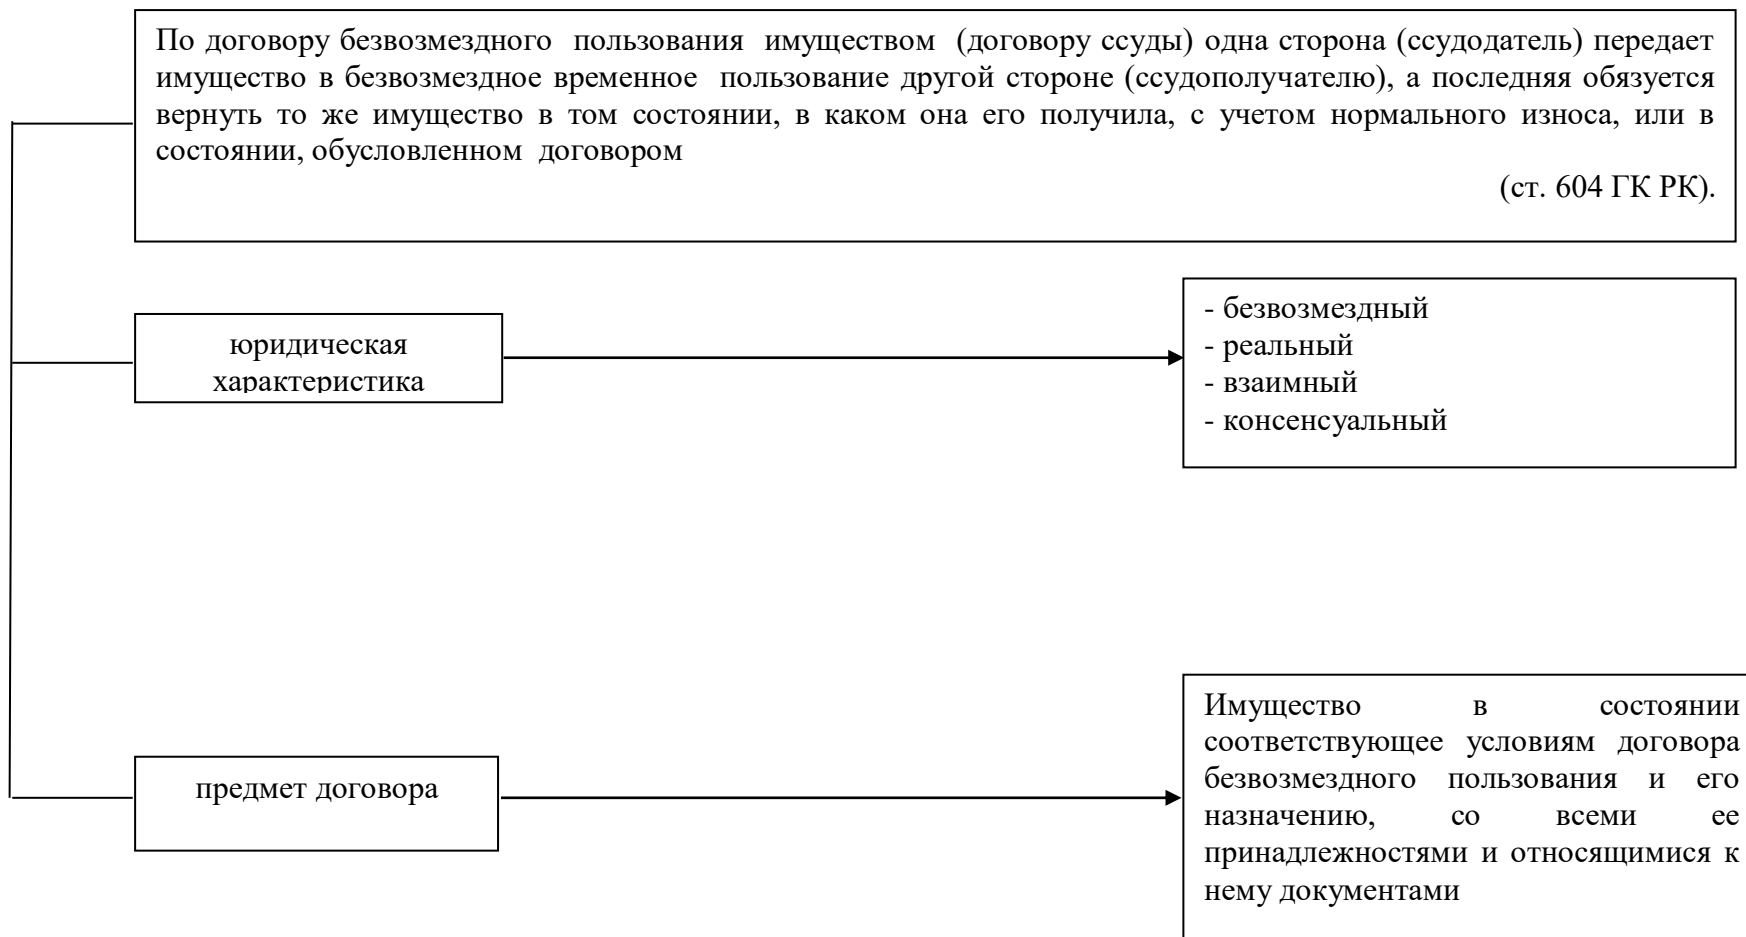 По договору безвозмездного пользования имуществом (договору ссуды) одна сторона (ссудодатель) передает
имущество в безвозмездное временное пользование другой стороне (ссудополучателю), а последняя обязуется
вернуть то же имущество в том состоянии, в каком она его получила, с учетом нормального износа, или в
состоянии, обусловленном договором
(ст. 604 ГК РК).
юридическая
характеристика
- безвозмездный
- реальный
- взаимный
- консенсуальный
предмет договора
Имущество в состоянии
соответствующее условиям договора
безвозмездного пользования и его
назначению, со всеми ее
принадлежностями и относящимися к
нему документами